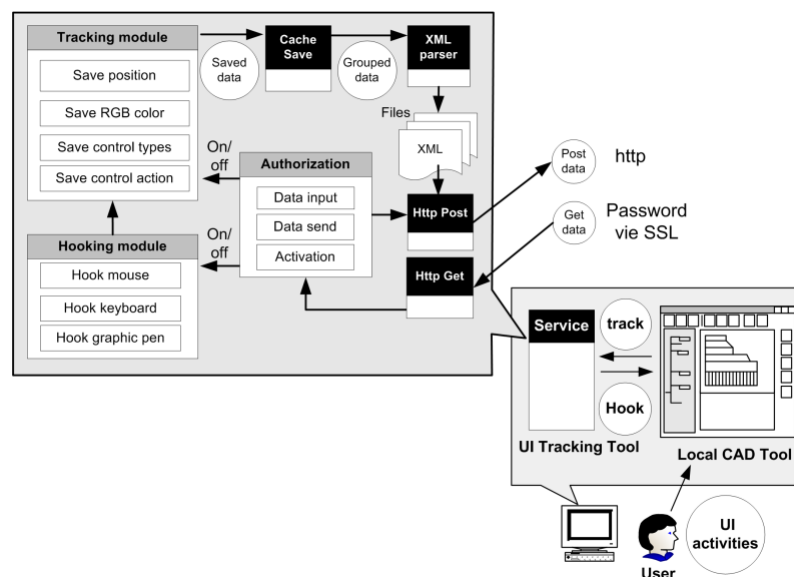 Tracking module
Save position
Save RGB color
Save control types
Save control action
Saved
data
Cache
Save
Grouped
data
XML
parser
Files
XML
On/
off
Authorization
Data input
Data send
Activation
Http Post
Http Get
Post
data
http
Get
data
Password
vie SSL
Hooking module
On/
off
Hook mouse
Hook keyboard
Hook graphic pen
Service
track
Hook
UI Tracking Tool
Local CAD Tool
UI
activities
User